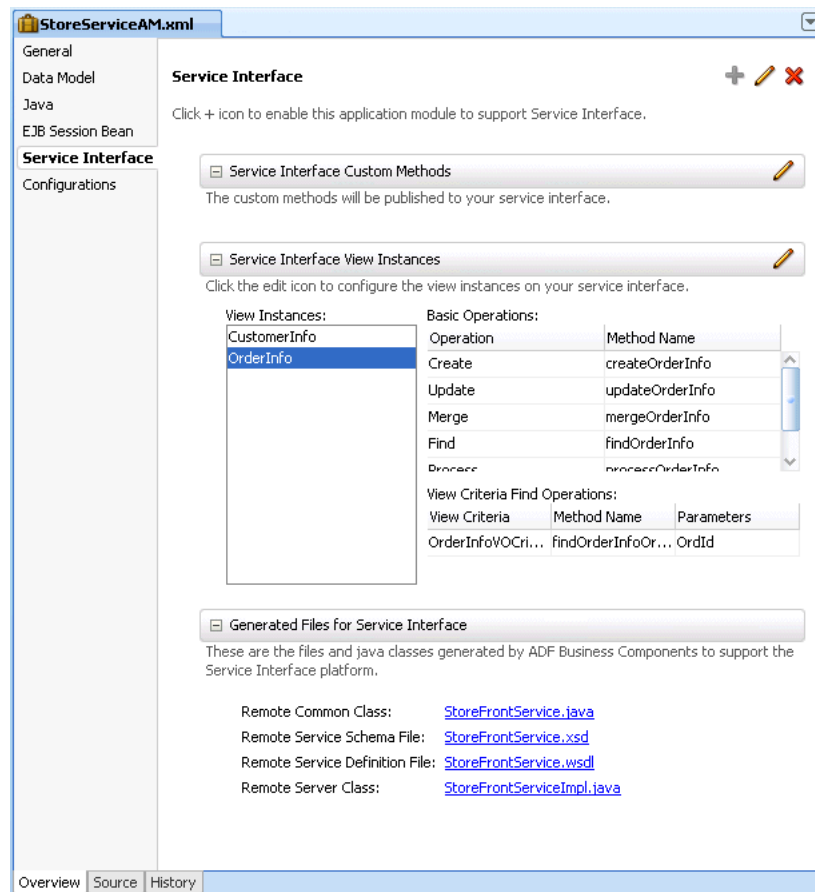 StoreServiceAM.xml
General
Data Model
Java
EJB Session Bean
Service Interface
Configurations
Service Interface
Click + icon to enable this application module to support Service Interface.
Service Interface Custom Methods
The custom methods will be published to your service interface.
Service Interface View Instances
Click the edit icon to configure the view instances on your service interface.
View Instances:
CustomerInfo
OrderInfo
Basic Operations:
Operation Method Name
Create createOrderInfo
Update updateOrderInfo
Merge mergeOrderInfo
Find findOrderInfo
Process processOrderInfo
View Criteria Find Operations:
View Criteria Method Name Parameters
OrderInfoVOCri... findOrderInfoOr... OrdId
Generated Files for Service Interface
These are the files and java classes generated by ADF Business Components to support the
Service Interface platform.
Remote Common Class: StoreFrontService.java
Remote Service Schema File: StoreFrontService.xsd
Remote Service Definition File: StoreFrontService.wsdl
Remote Server Class: StoreFrontServiceImpl.java
Overview Source History